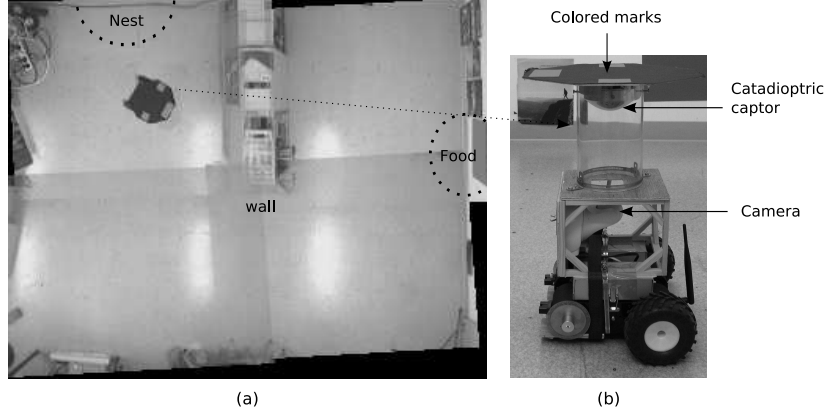 Nest
Food
wall
(a)
Colored marks
Catadioptric
captor
Camera
(b)